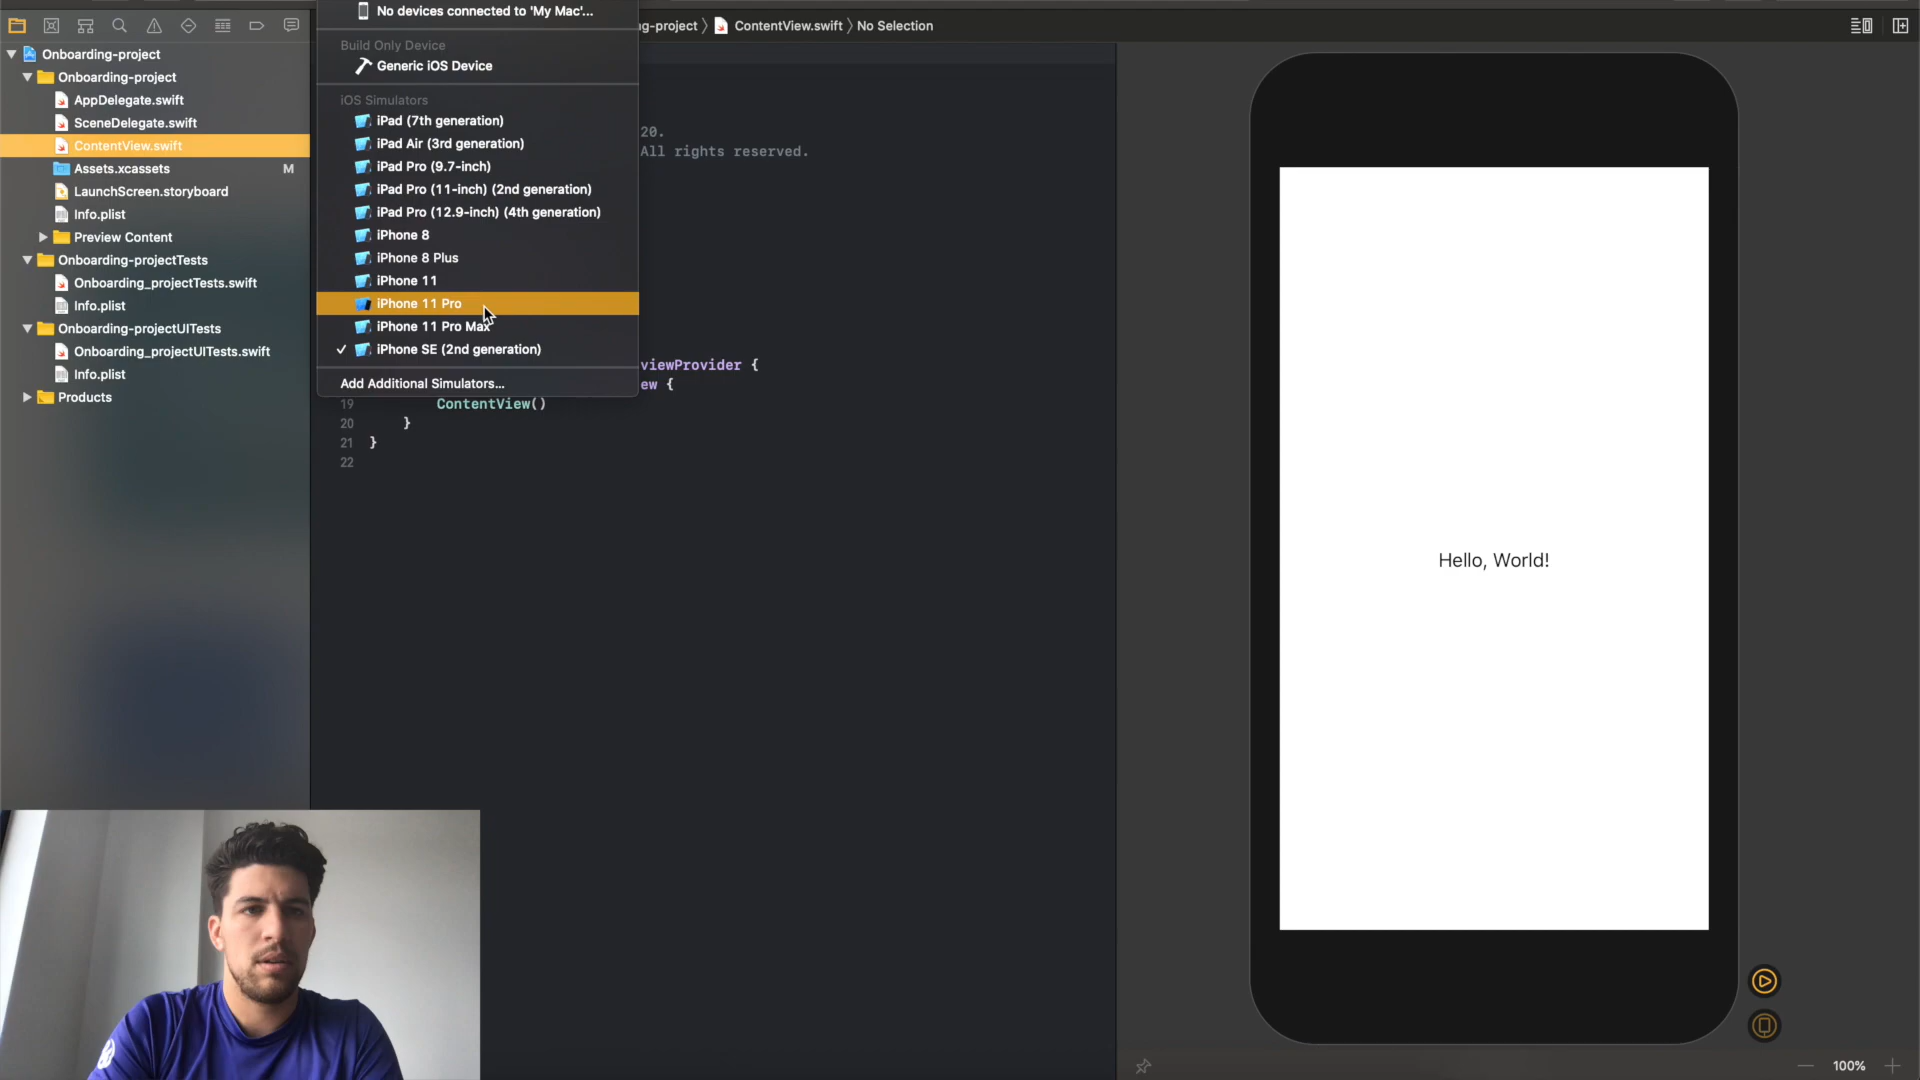 No devices connected to 'My Mac'...
g-project 〉 ContentView.swift 〉 No Selection
Onboarding-project
Onboarding-project
AppDelegate.swift
SceneDelegate.swift
ContentView.swift
Assets.xcassets M
LaunchScreen.storyboard
Info.plist
Preview Content
Onboarding-projectTests
Onboarding_projectTests.swift
Info.plist
Onboarding-projectUITests
Onboarding_projectUITests.swift
Info.plist
Products
Build Only Device
Generic iOS Device
iOS Simulators
iPad (7th generation)
iPad Air (3rd generation)
iPad Pro (9.7-inch)
iPad Pro (11-inch) (2nd generation)
iPad Pro (12.9-inch) (4th generation)
iPhone 8
iPhone 8 Plus
iPhone 11
iPhone 11 Pro
iPhone 11 Pro Max
✓ iPhone SE (2nd generation)
Add Additional Simulators...
20.
All rights reserved.
viewProvider {
ew {
19 ContentView()
20 }
21 }
22
Hello, World!
100%